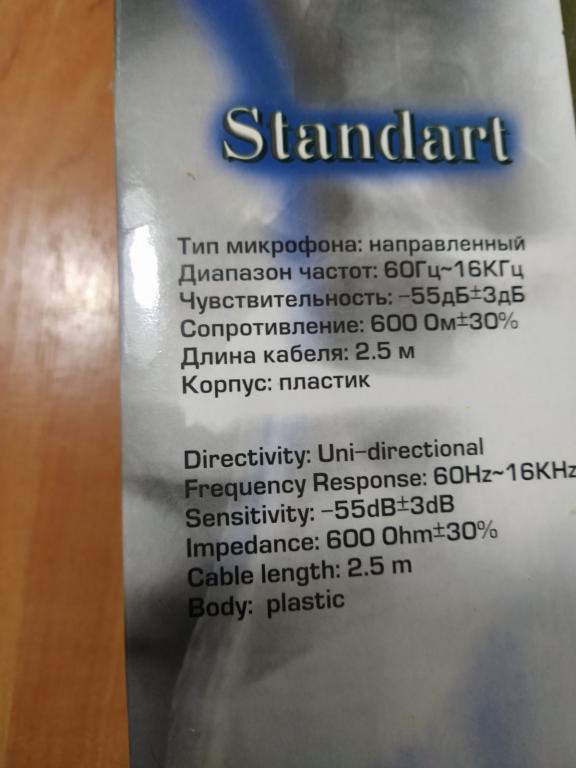 Standart
Тип микрофона: направленный
Диапазон частот: 60Гц~16КГц
Чувствительность: -55дБ±3дБ
Сопротивление: 600 Ом±30%
Длина кабеля: 2.5 м
Корпус: пластик
Directivity: Uni-directional
Frequency Response: 60Hz~16KHz
Sensitivity: -55dB±3dB
Impedance: 600 Ohm±30%
Cable length: 2.5 m
Body: plastic